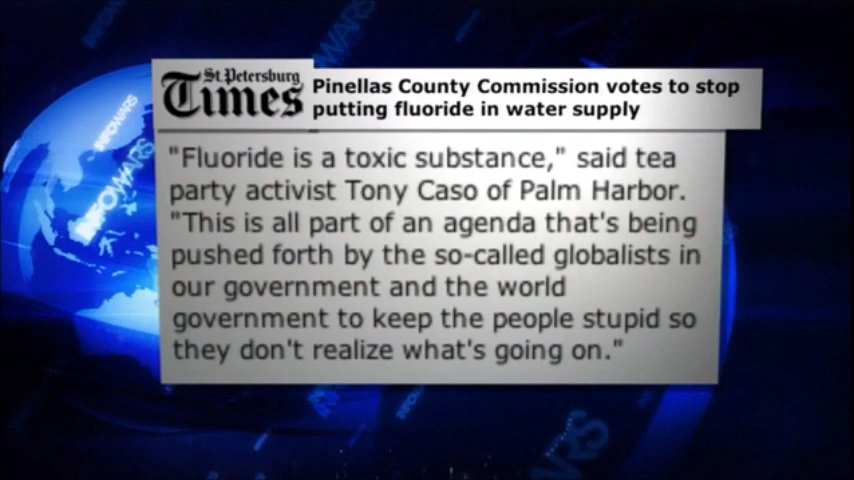 St. Petersburg
Times
Pinellas County Commission votes to stop
putting fluoride in water supply
"Fluoride is a toxic substance," said tea
party activist Tony Caso of Palm Harbor.
"This is all part of an agenda that's being
pushed forth by the so-called globalists in
our government and the world
government to keep the people stupid so
they don't realize what's going on."
INFOWARS
INFOWARS
INFOWARS